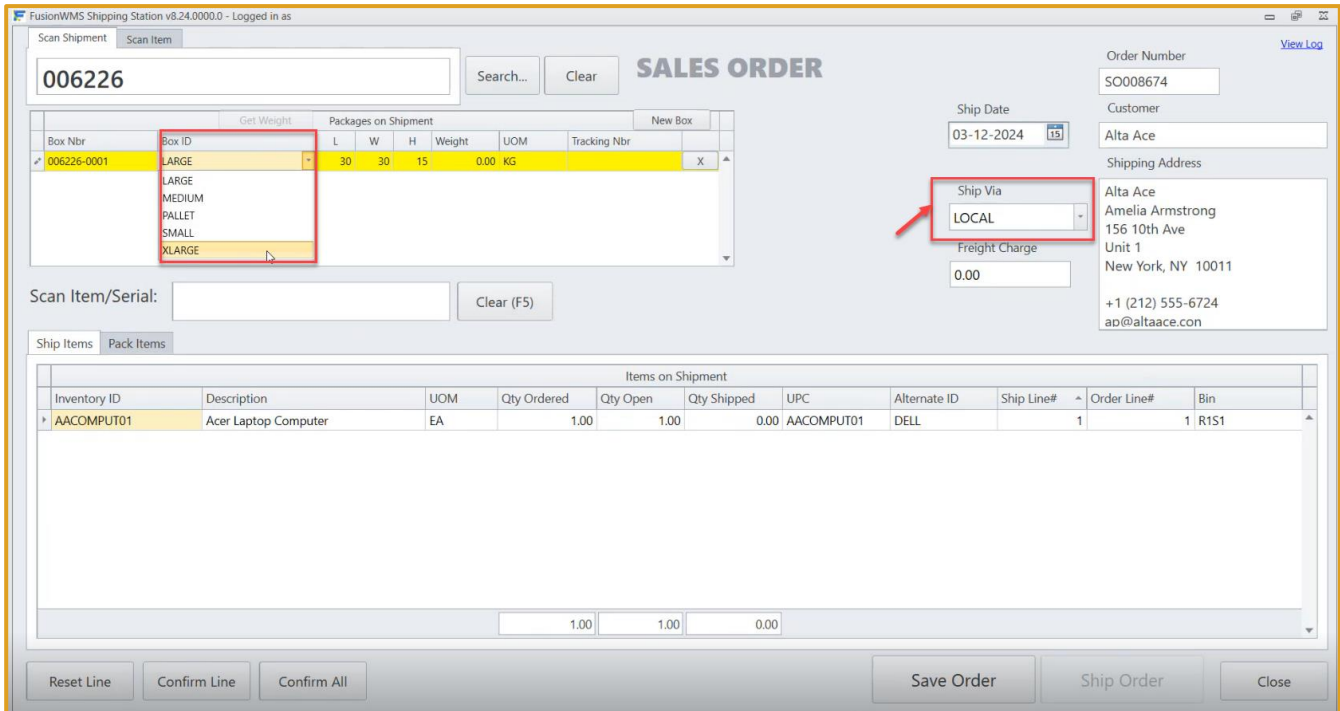 FusionWMS Shipping Station v8.24.0000.0 - Logged in as
Scan Shipment Scan Item
View Log
006226
Search... Clear
SALES ORDER
Order Number
SO008674
Get Weight Packages on Shipment New Box
Box Nbr Box ID L W H Weight UOM Tracking Nbr
006226-0001 LARGE 30 30 15 0.00 KG X
LARGE
MEDIUM
PALLET
SMALL
XLARGE
Ship Date
03-12-2024 15
Customer
Alta Ace
Ship Via
LOCAL
Freight Charge
0.00
Shipping Address
Alta Ace
Amelia Armstrong
156 10th Ave
Unit 1
New York, NY 10011
+1 (212) 555-6724
ap@altaace.con
Scan Item/Serial: Clear (F5)
Ship Items Pack Items
Items on Shipment
Inventory ID Description UOM Qty Ordered Qty Open Qty Shipped UPC Alternate ID Ship Line# Order Line# Bin
AACOMPUT01 Acer Laptop Computer EA 1.00 1.00 0.00 AACOMPUT01 DELL 1 1 R1S1
1.00 1.00 0.00
Reset Line Confirm Line Confirm All Save Order Ship Order Close